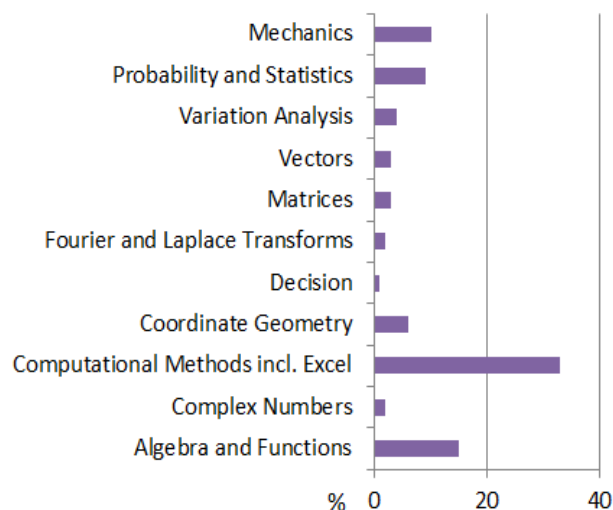 Mechanics
Probability and Statistics
Variation Analysis
Vectors
Matrices
Fourier and Laplace Transforms
Decision
Coordinate Geometry
Computational Methods incl. Excel
Complex Numbers
Algebra and Functions
% 0 20 40